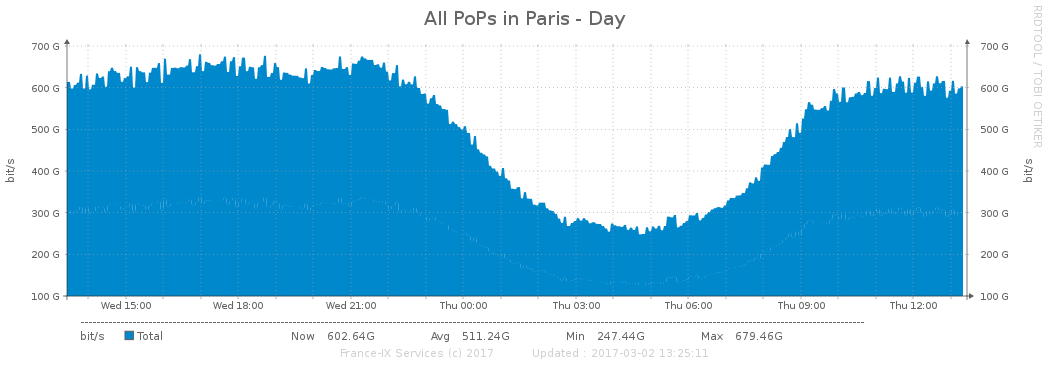 All PoPs in Paris - Day
RRDTOOL / TOBI OETIKER
bit/s
700 G 700 G
600 G 600 G
500 G 500 G
400 G 400 G
300 G 300 G
200 G 200 G
100 G 100 G
bit/s
Wed 15:00 Wed 18:00 Wed 21:00 Thu 00:00 Thu 03:00 Thu 06:00 Thu 09:00 Thu 12:00
bit/s Total Now 602.64G Avg 511.24G Min 247.44G Max 679.46G
France-IX Services (c) 2017 Updated : 2017-03-02 13:25:11